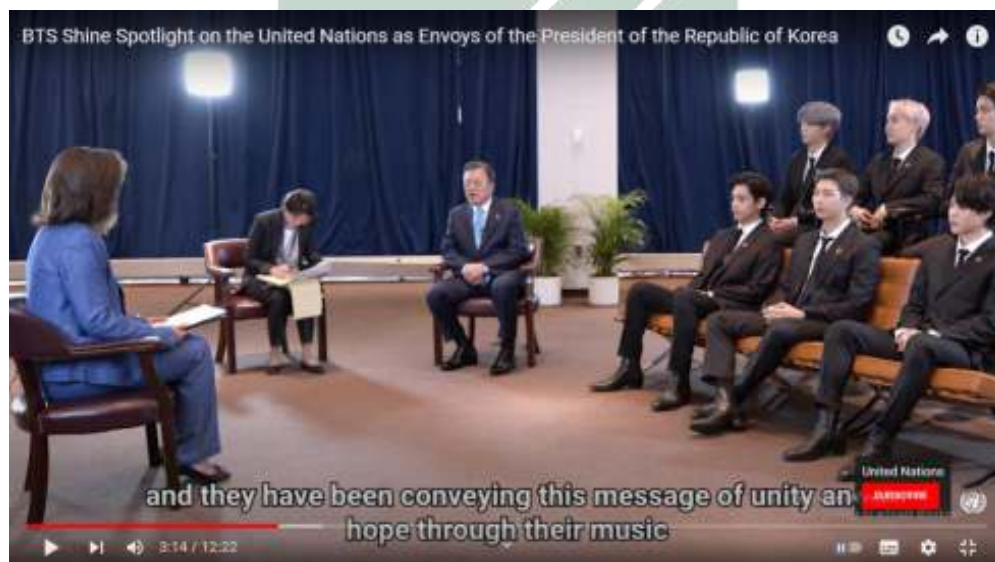 BTS Shine Spotlight on the United Nations as Envoys of the President of the Republic of Korea
and they have been conveying this message of unity an
hope through their music
United Nations
SUBSCRIBE
3:14 / 12:22